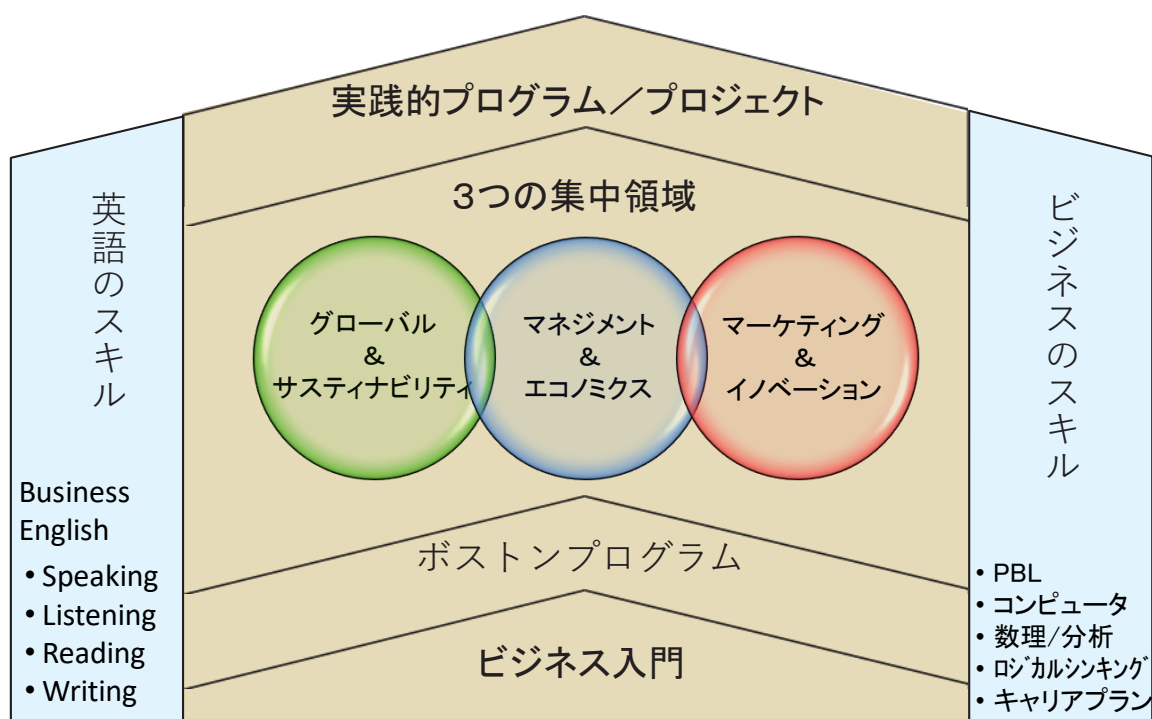 実践的プログラム／プロジェクト
３つの集中領域
グローバル
&
サスティナビリティ
マネジメント
&
エコノミクス
マーケティング
&
イノベーション
ボストンプログラム
ビジネス入門
英語のスキル
Business
English
• Speaking
• Listening
• Reading
• Writing
ビジネスのスキル
• PBL
• コンピュータ
• 数理/分析
• ﾛｼﾞｶﾙｼﾝｷﾝｸﾞ
• キャリアプラン